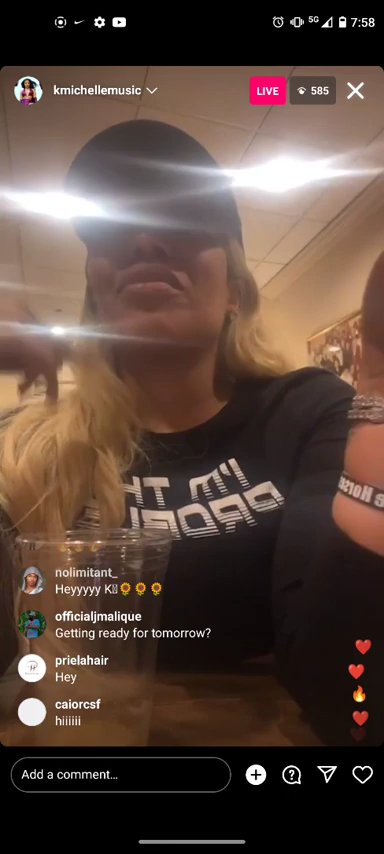 5G
7:58
kmichellemusic
LIVE
585
I'M TH
nolimitant_
Heyyyyy K🌻🌻🌻
officialjmalique
Getting ready for tomorrow?
prielahair
Hey
caiorcsf
hiiiiii
Add a comment...